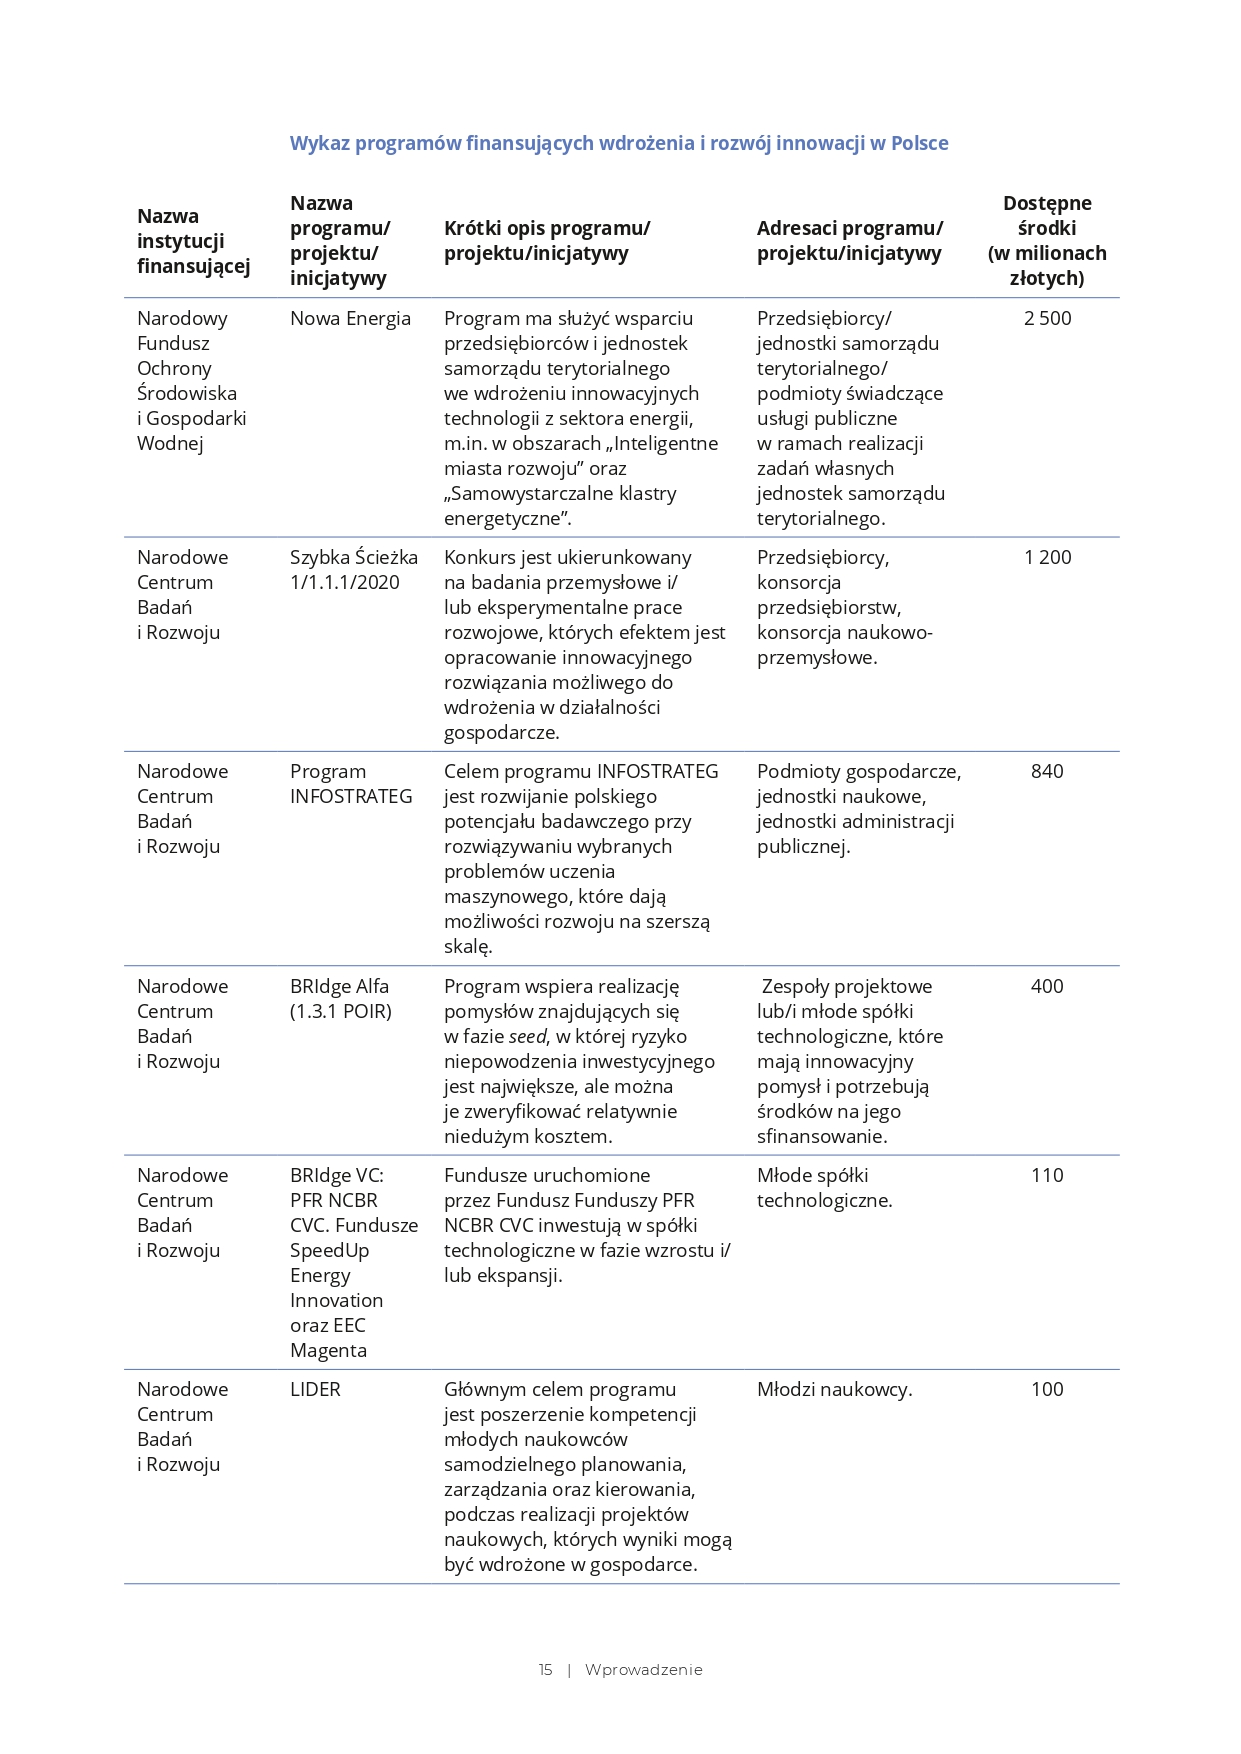 Wykaz programów finansujących wdrożenia i rozwój innowacji w Polsce
Nazwa
instytucji
finansującej
Nazwa
programu/
projektu/
inicjatywy
Krótki opis programu/
projektu/inicjatywy
Adresaci programu/
projektu/inicjatywy
Dostępne
środki
(w milionach
złotych)
Narodowy
Fundusz
Ochrony
Środowiska
i Gospodarki
Wodnej
Nowa Energia
Program ma służyć wsparciu
przedsiębiorców i jednostek
samorządu terytorialnego
we wdrożeniu innowacyjnych
technologii z sektora energii,
m.in. w obszarach „Inteligentne
miasta rozwoju” oraz
„Samowystarczalne klastry
energetyczne”.
Przedsiębiorcy/
jednostki samorządu
terytorialnego/
podmioty świadczące
usługi publiczne
w ramach realizacji
zadań własnych
jednostek samorządu
terytorialnego.
2 500
Narodowe
Centrum
Badań
i Rozwoju
Szybka Ścieżka
1/1.1.1/2020
Konkurs jest ukierunkowany
na badania przemysłowe i/
lub eksperymentalne prace
rozwojowe, których efektem jest
opracowanie innowacyjnego
rozwiązania możliwego do
wdrożenia w działalności
gospodarcze.
Przedsiębiorcy,
konsorcja
przedsiębiorstw,
konsorcja naukowo-
przemysłowe.
1 200
Narodowe
Centrum
Badań
i Rozwoju
Program
INFOSTRATEG
Celem programu INFOSTRATEG
jest rozwijanie polskiego
potencjału badawczego przy
rozwiązywaniu wybranych
problemów uczenia
maszynowego, które dają
możliwości rozwoju na szerszą
skalę.
Podmioty gospodarcze,
jednostki naukowe,
jednostki administracji
publicznej.
840
Narodowe
Centrum
Badań
i Rozwoju
BRIdge Alfa
(1.3.1 POIR)
Program wspiera realizację
pomysłów znajdujących się
w fazie seed, w której ryzyko
niepowodzenia inwestycyjnego
jest największe, ale można
je zweryfikować relatywnie
niedużym kosztem.
Zespoły projektowe
lub/i młode spółki
technologiczne, które
mają innowacyjny
pomysł i potrzebują
środków na jego
sfinansowanie.
400
Narodowe
Centrum
Badań
i Rozwoju
BRIdge VC:
PFR NCBR
CVC. Fundusze
SpeedUp
Energy
Innovation
oraz EEC
Magenta
Fundusze uruchomione
przez Fundusz Funduszy PFR
NCBR CVC inwestują w spółki
technologiczne w fazie wzrostu i/
lub ekspansji.
Młode spółki
technologiczne.
110
Narodowe
Centrum
Badań
i Rozwoju
LIDER
Głównym celem programu
jest poszerzenie kompetencji
młodych naukowców
samodzielnego planowania,
zarządzania oraz kierowania,
podczas realizacji projektów
naukowych, których wyniki mogą
być wdrożone w gospodarce.
Młodzi naukowcy.
100
15 | Wprowadzenie